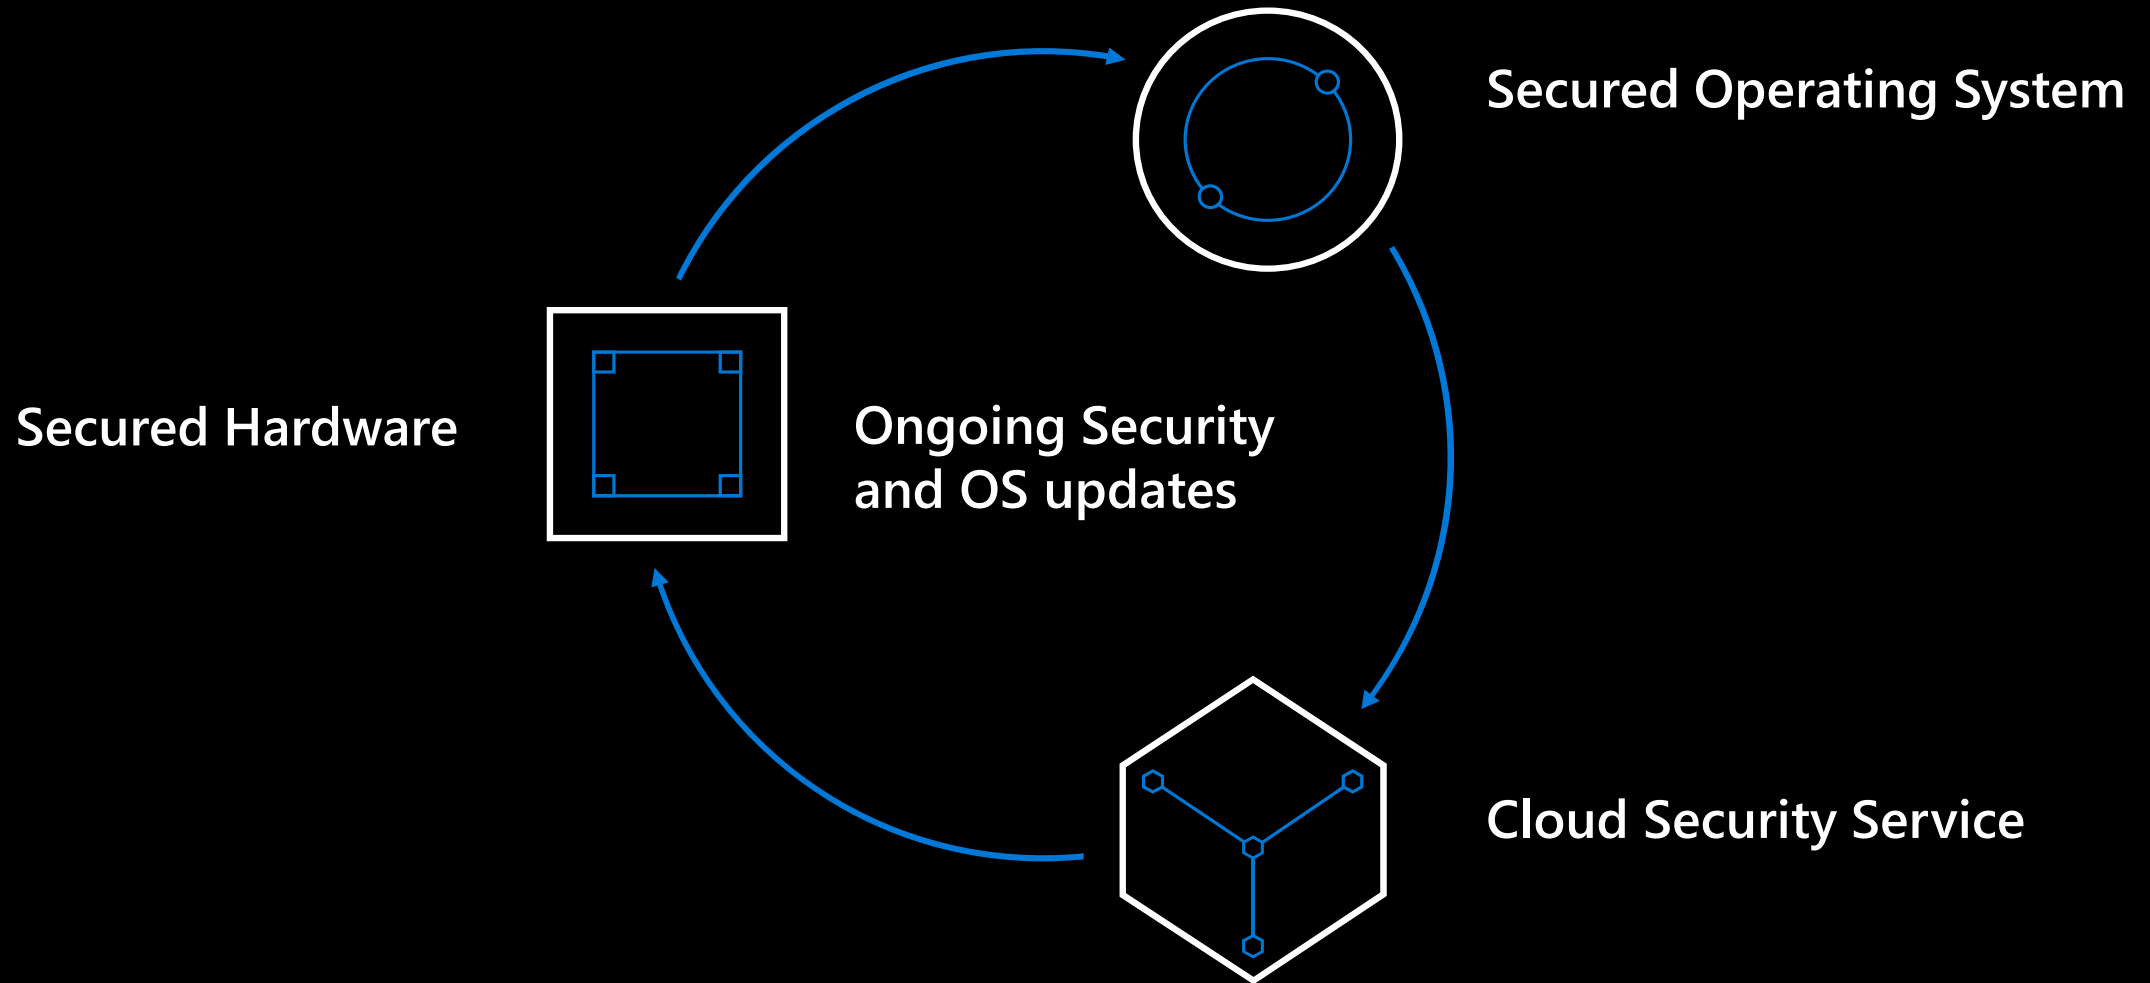 Secured Operating System
Secured Hardware
Ongoing Security
and OS updates
Cloud Security Service